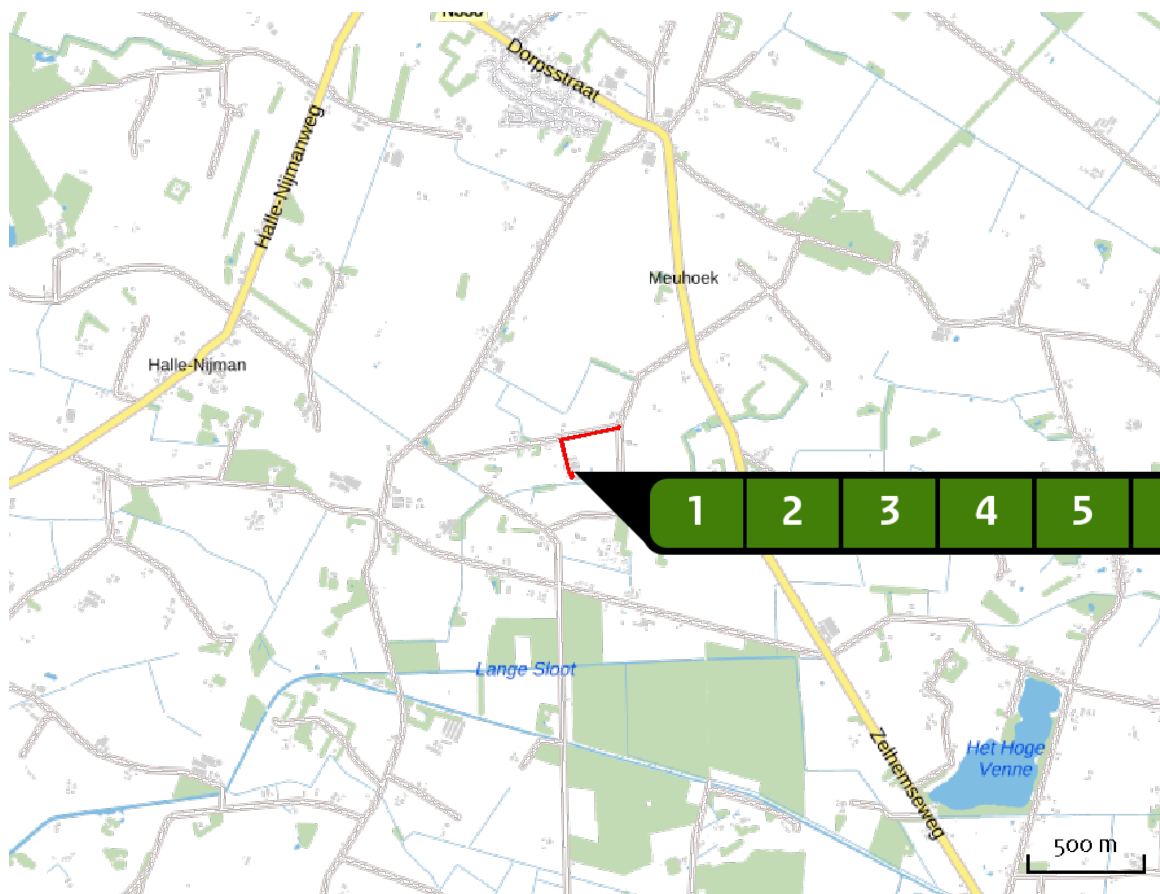 Dorpsstraat
Halle-Nijmanweg
Meuhoek
Halle-Nijman
1 2 3 4 5
Lange Sloot
Het Hoge
Venne
Zelhemseweg
500 m